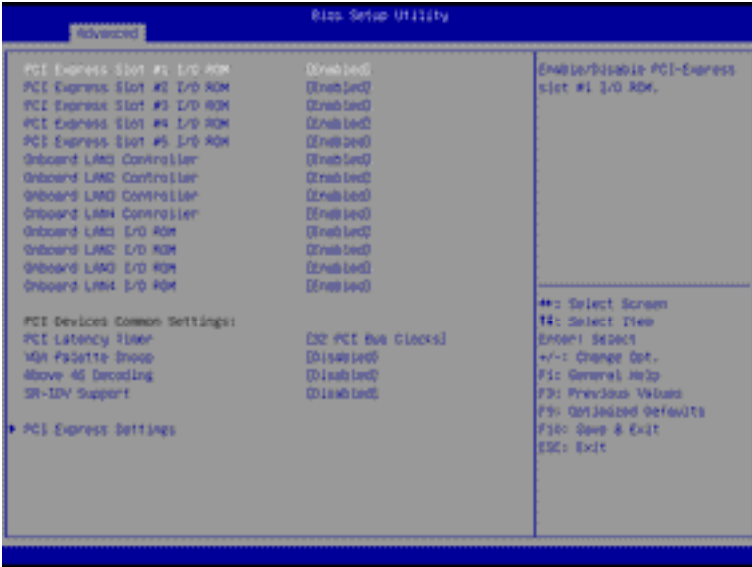 Bios Setup Utility
Advanced
PCI Express Slot #1 I/O ROM [Enabled]
PCI Express Slot #2 I/O ROM [Enabled]
PCI Express Slot #3 I/O ROM [Enabled]
PCI Express Slot #4 I/O ROM [Enabled]
PCI Express Slot #5 I/O ROM [Enabled]
Onboard LAN1 Controller [Enabled]
Onboard LAN2 Controller [Enabled]
Onboard LAN3 Controller [Enabled]
Onboard LAN4 Controller [Enabled]
Onboard LAN1 I/O ROM [Enabled]
Onboard LAN2 I/O ROM [Enabled]
Onboard LAN3 I/O ROM [Enabled]
Onboard LAN4 I/O ROM [Enabled]
PCI Devices Common Settings:
PCI Latency Timer [32 PCI Bus Clocks]
VGA Palette Snoop [Disabled]
Above 4G Decoding [Disabled]
SR-IOV Support [Disabled]
PCI Express Settings
Enable/Disable PCI-Express
slot #1 I/O ROM.
↔: Select Screen
↑↓: Select Item
Enter: Select
+/-: Change Opt.
F1: General Help
F3: Previous Values
F9: Optimized Defaults
F10: Save & Exit
ESC: Exit